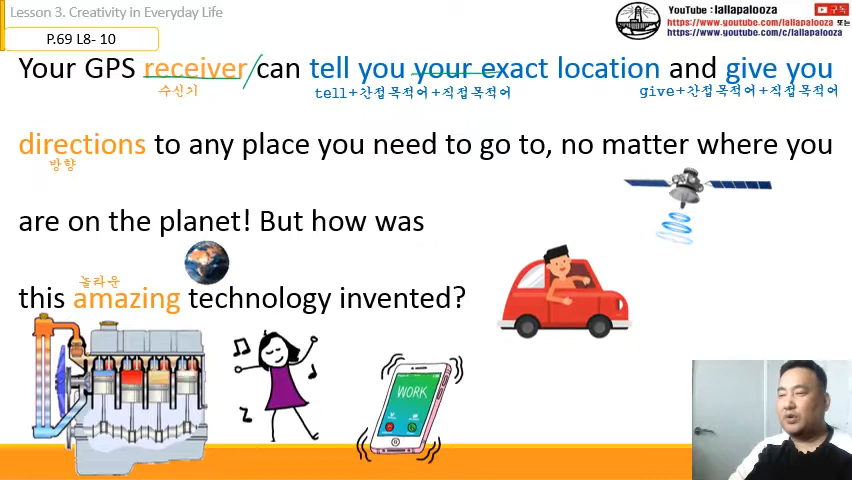 Lesson 3. Creativity in Everyday Life
YouTube : lallapalooza
구독
https://www.youtube.com/lallapalooza 또는
https://www.youtube.com/c/lallapalooza
P.69 L8- 10
Your GPS receiver can tell you your exact location and give you
수신기
tell+간접목적어+직접목적어
give+간접목적어+직접목적어
directions to any place you need to go to, no matter where you
방향
are on the planet! But how was
놀라운
this amazing technology invented?
WORK